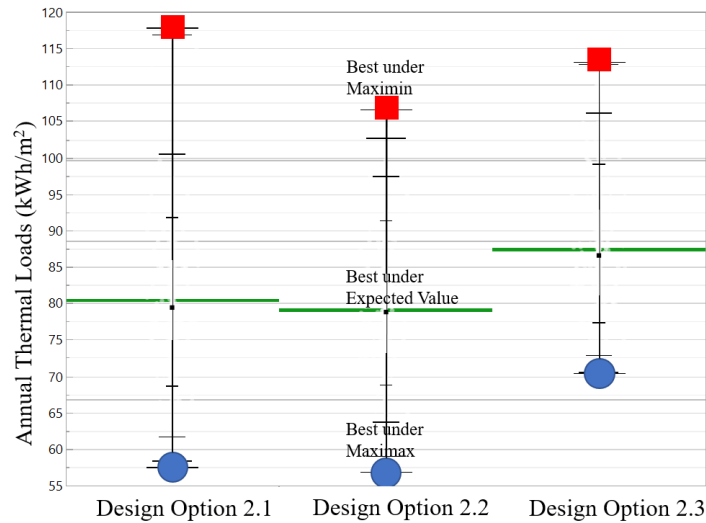 Annual Thermal Loads (kWh/m²)
120
115
110
105
100
95
90
85
80
75
70
65
60
55
Best under
Maximin
Best under
Expected Value
Best under
Maximax
Design Option 2.1
Design Option 2.2
Design Option 2.3